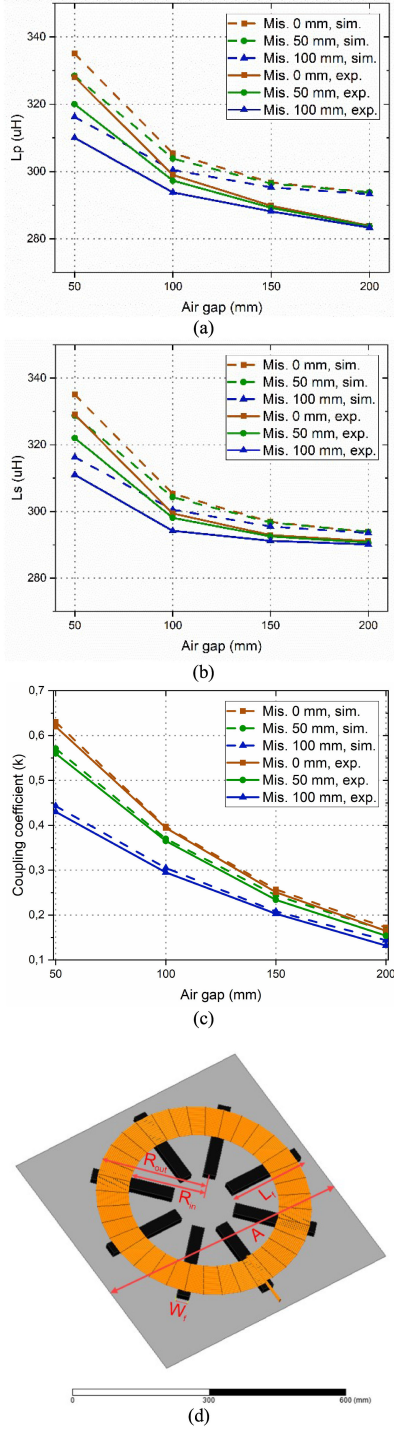 Mis. 0 mm, sim.
Mis. 50 mm, sim.
Mis. 100 mm, sim.
Mis. 0 mm, exp.
Mis. 50 mm, exp.
Mis. 100 mm, exp.
340
320
300
280
Lp (uH)
50
100
150
200
Air gap (mm)
(a)
Mis. 0 mm, sim.
Mis. 50 mm, sim.
Mis. 100 mm, sim.
Mis. 0 mm, exp.
Mis. 50 mm, exp.
Mis. 100 mm, exp.
340
320
300
280
Ls (uH)
50
100
150
200
Air gap (mm)
(b)
Mis. 0 mm, sim.
Mis. 50 mm, sim.
Mis. 100 mm, sim.
Mis. 0 mm, exp.
Mis. 50 mm, exp.
Mis. 100 mm, exp.
0,7
0,6
0,5
0,4
0,3
0,2
0,1
Coupling coefficient (k)
50
100
150
200
Air gap (mm)
(c)
Rout
Rin
Lf
A
Wf
0
300
600 (mm)
(d)